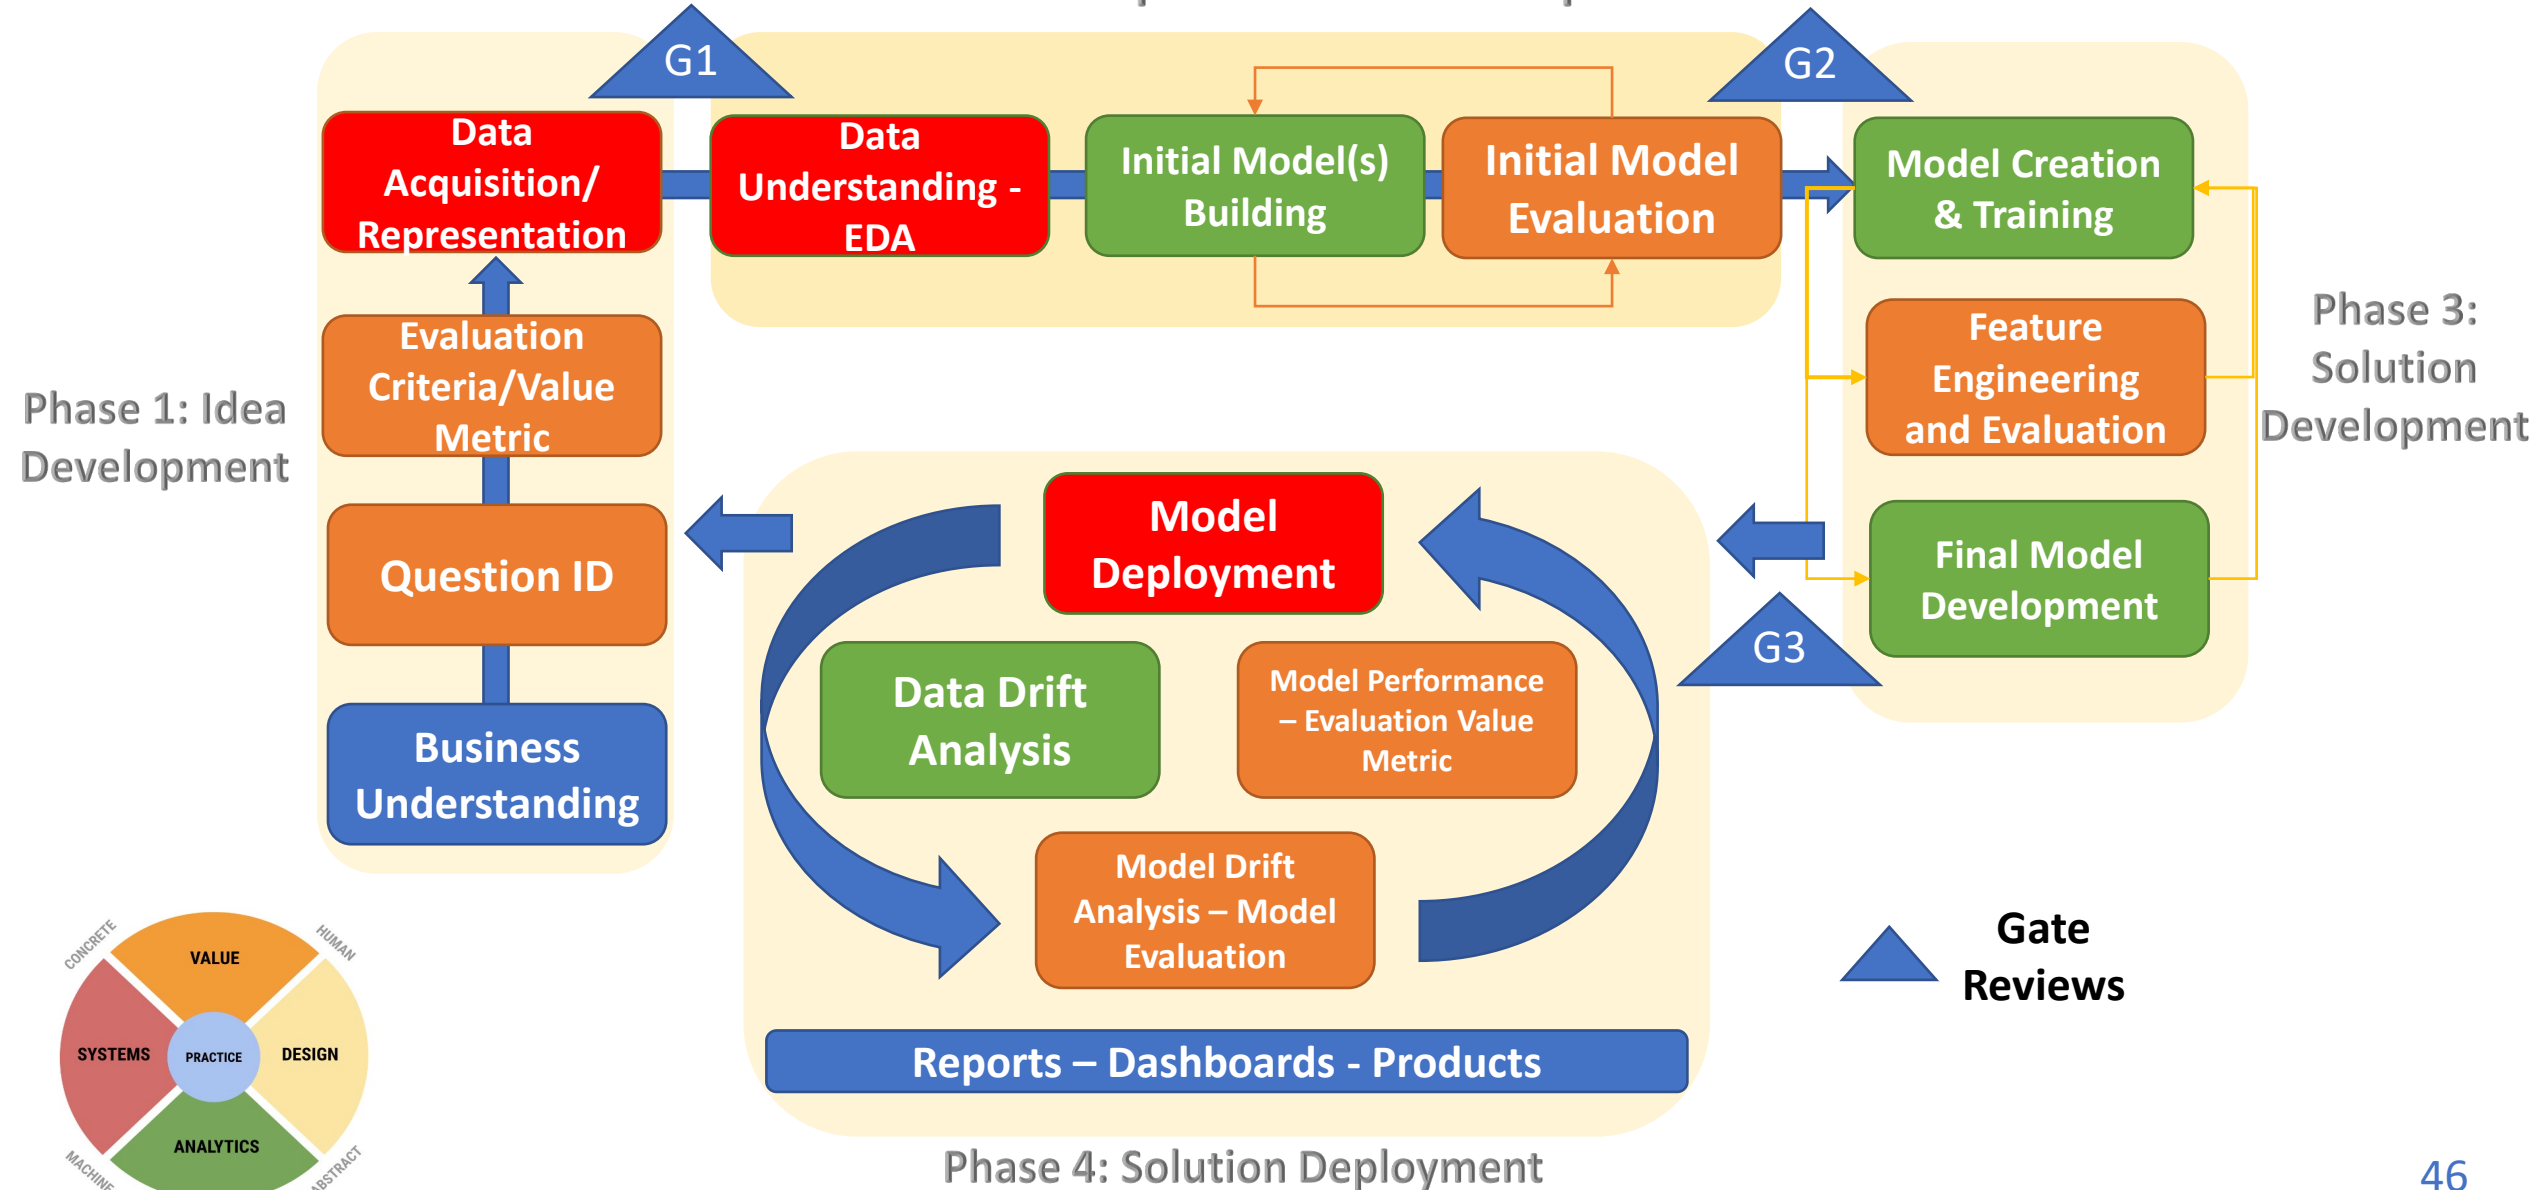 G1
G2
Data
Acquisition/
Representation
Data
Understanding -
EDA
Initial Model(s)
Building
Initial Model
Evaluation
Model Creation
& Training
Evaluation
Criteria/Value
Metric
Feature
Engineering
and Evaluation
Phase 3:
Solution
Development
Phase 1: Idea
Development
Question ID
Model
Deployment
Final Model
Development
G3
Data Drift
Analysis
Model Performance
– Evaluation Value
Metric
Business
Understanding
Model Drift
Analysis – Model
Evaluation
Gate
Reviews
Reports – Dashboards - Products
CONCRETE
HUMAN
VALUE
SYSTEMS
PRACTICE
DESIGN
ANALYTICS
MACHINE
ABSTRACT
Phase 4: Solution Deployment
46